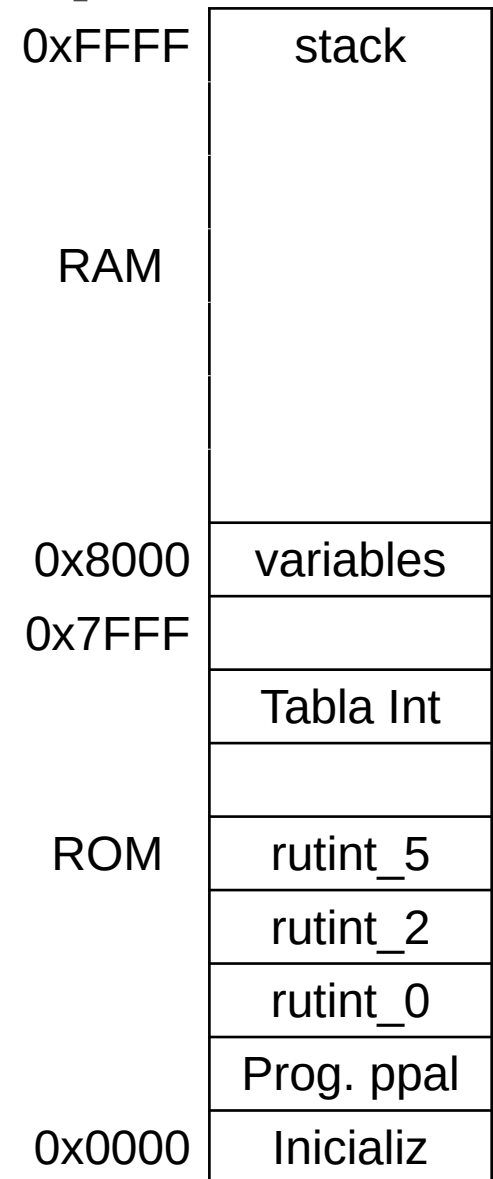 0xFFFF stack
RAM
0x8000 variables
0x7FFF
Tabla Int
ROM rutint_5
rutint_2
rutint_0
Prog. ppal
0x0000 Inicializ